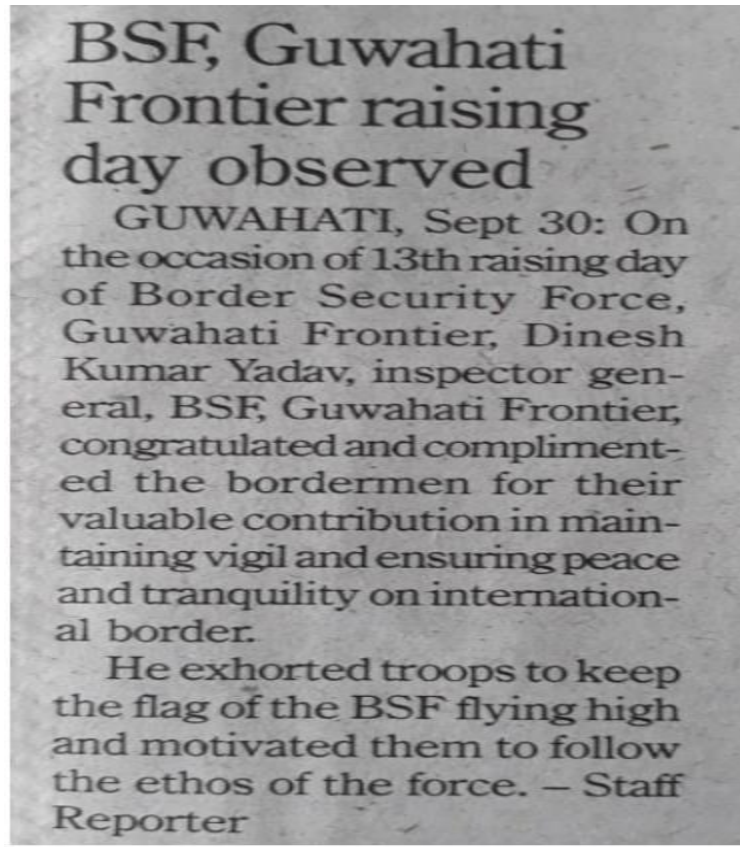 BSF, Guwahati
Frontier raising
day observed
GUWAHATI, Sept 30: On
the occasion of 13th raising day
of Border Security Force,
Guwahati Frontier, Dinesh
Kumar Yadav, inspector gen-
eral, BSF, Guwahati Frontier,
congratulated and compliment-
ed the bordermen for their
valuable contribution in main-
taining vigil and ensuring peace
and tranquility on internation-
al border.
He exhorted troops to keep
the flag of the BSF flying high
and motivated them to follow
the ethos of the force. – Staff
Reporter